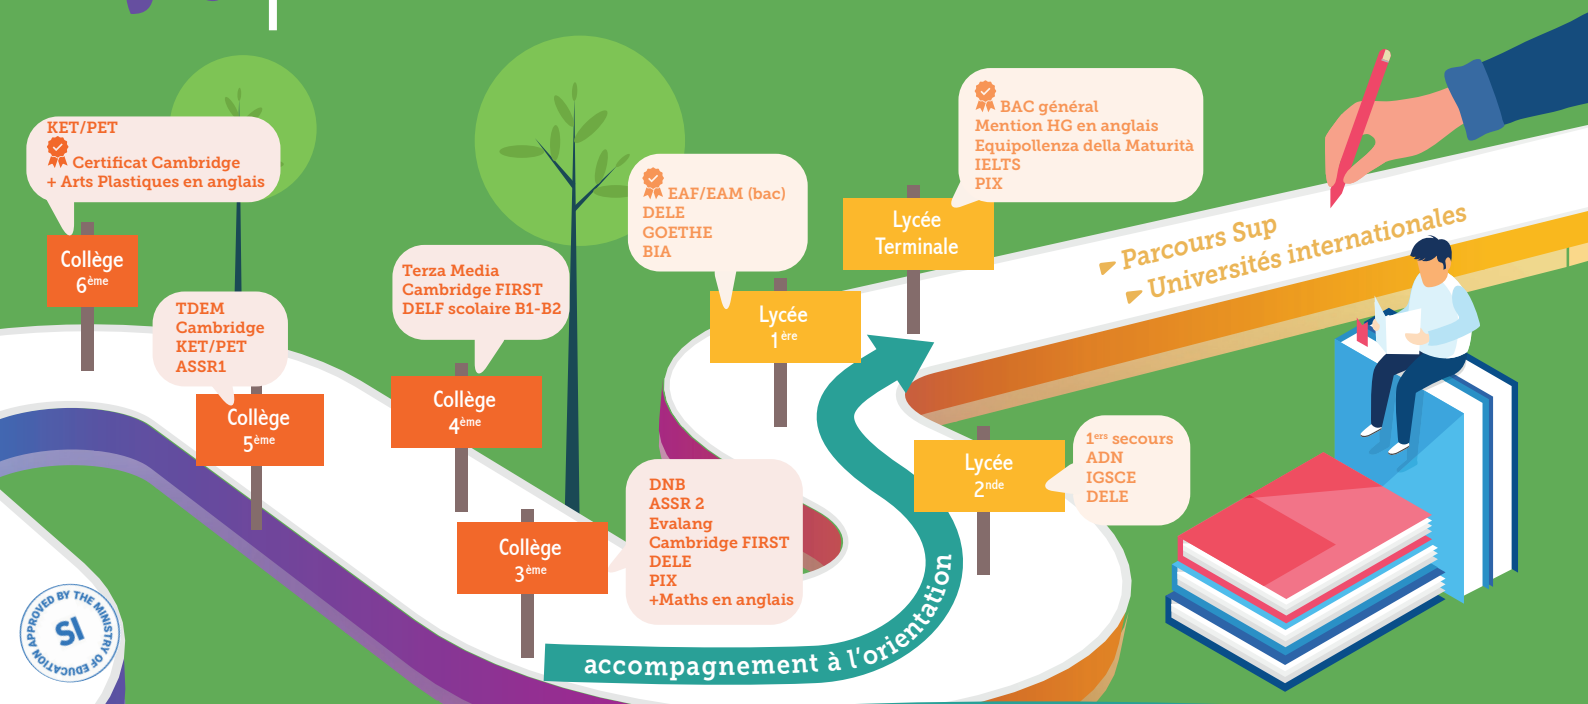 KET/PET
Certificat Cambridge
+ Arts Plastiques en anglais
Collège
6ème
TDEM
Cambridge
KET/PET
ASSR1
Collège
5ème
Terza Media
Cambridge FIRST
DELF scolaire B1-B2
Collège
4ème
DNB
ASSR 2
Evalang
Cambridge FIRST
DELE
PIX
+Maths en anglais
Collège
3ème
accompagnement à l'orientation
1ers secours
ADN
IGSCE
DELE
Lycée
2nde
EAF/EAM (bac)
DELE
GOETHE
BIA
Lycée
1ère
BAC général
Mention HG en anglais
Equipollenza della Maturità
IELTS
PIX
Lycée
Terminale
Parcours Sup
Universités internationales
APPROVED BY THE MINISTRY OF EDUCATION
SI